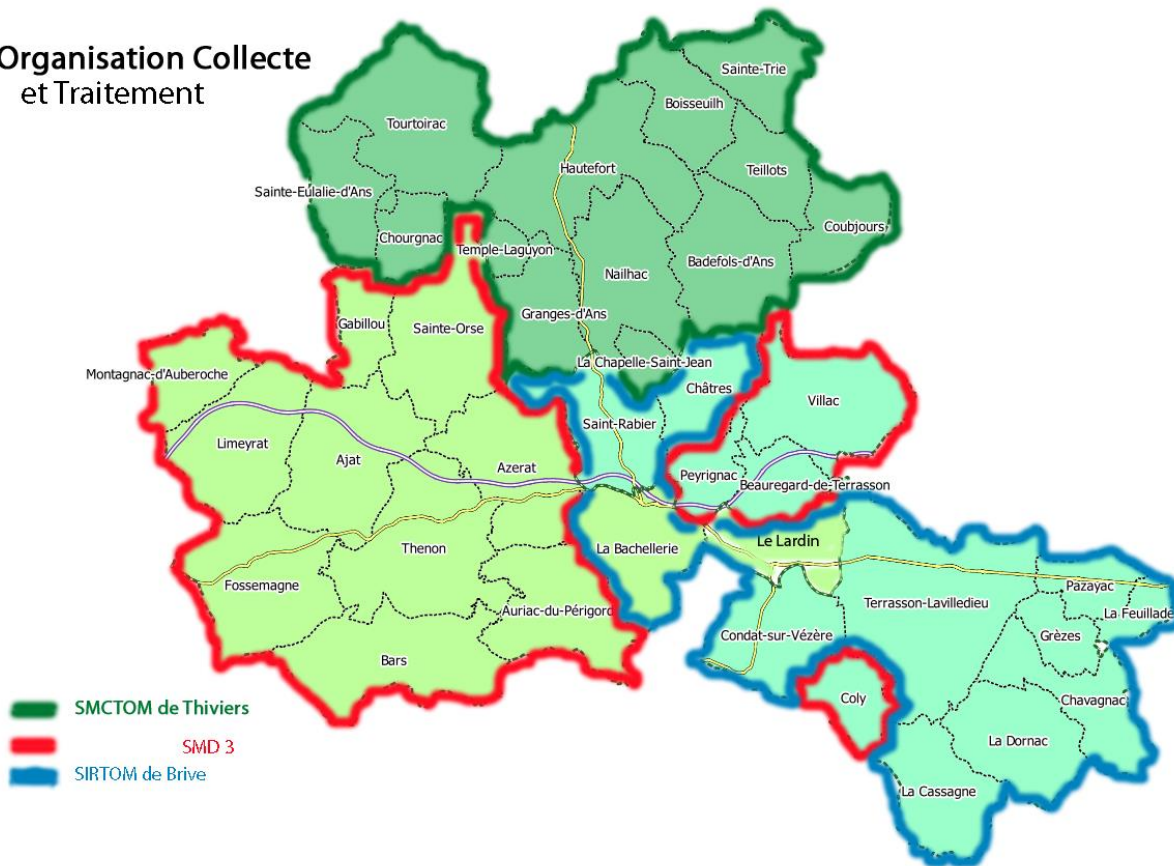 Organisation Collecte
et Traitement
Sainte-Trie
Boisseuilh
Tourtoirac
Hautefort
Teillots
Sainte-Eulalie-d'Ans
Coubjours
Chourgnac
Temple-Laguyon
Badefols-d'Ans
Nailhac
Granges-d'Ans
Gabillou
Sainte-Orse
La Chapelle-Saint-Jean
Montagnac-d'Auberoche
Châtres
Villac
Saint-Rabier
Limeyrat
Ajat
Azerat
Peyrignac
Beauregard-de-Terrasson
Thenon
La Bachellerie
Le Lardin
Fossemagne
Pazayac
Terrasson-Lavilledieu
La Feuillade
Auriac-du-Périgord
Condat-sur-Vézère
Grèzes
Bars
Coly
Chavagnac
SMCTOM de Thiviers
La Dornac
SMD 3
SIRTOM de Brive
La Cassagne